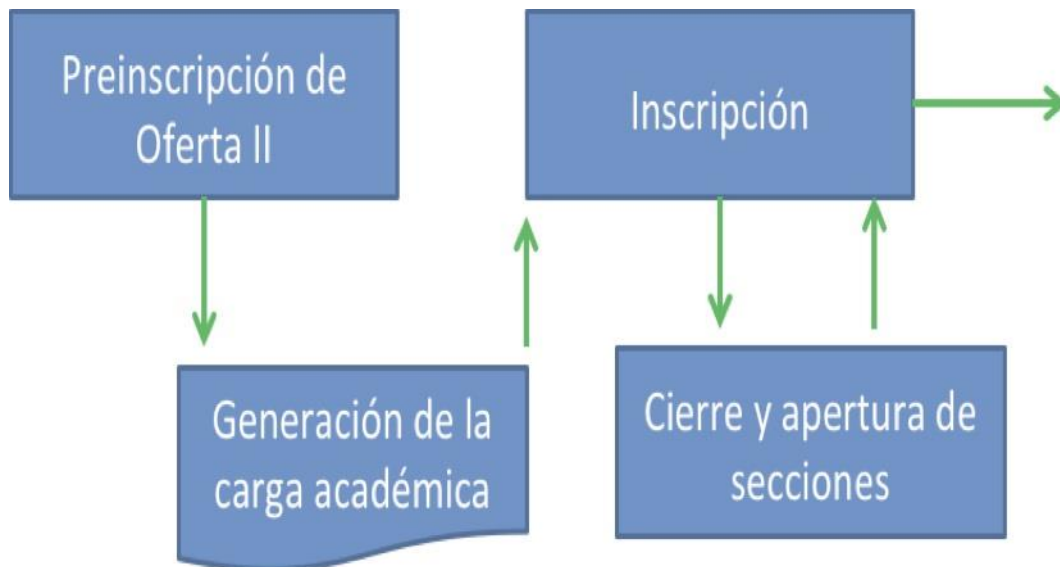 Preinscripción de
Oferta II
Inscripción
Generación de la
carga académica
Cierre y apertura de
secciones